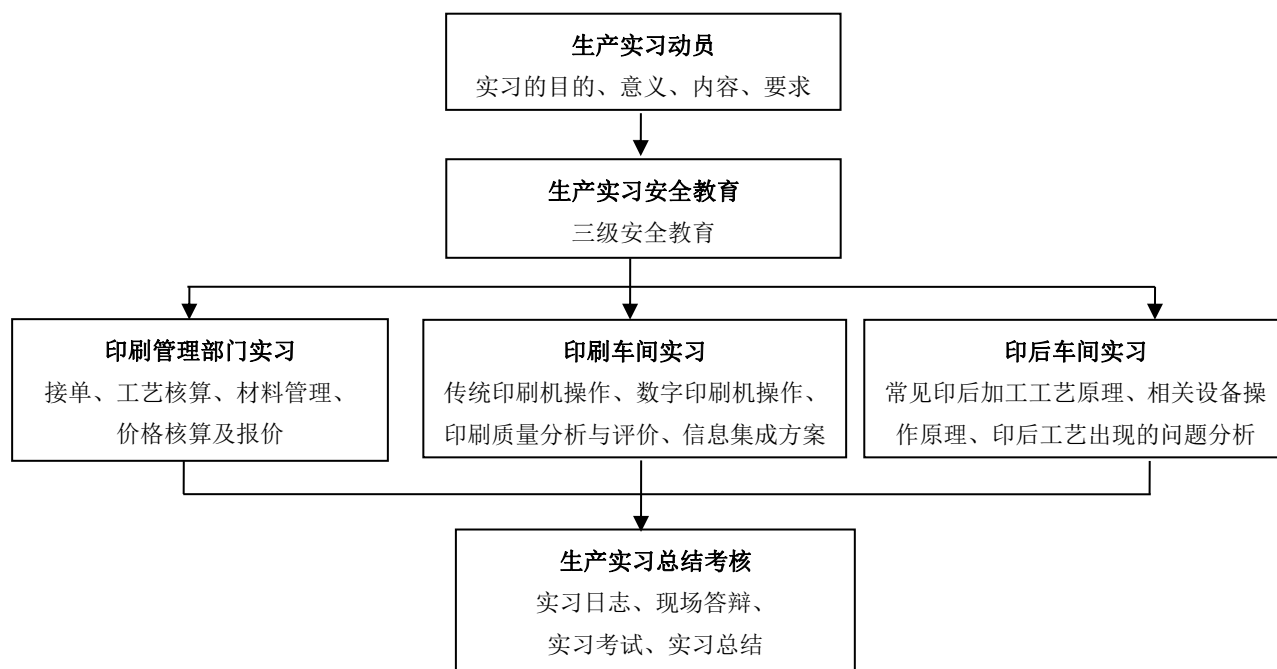 生产实习动员
实习的目的、意义、内容、要求
生产实习安全教育
三级安全教育
印刷管理部门实习
接单、工艺核算、材料管理、
价格核算及报价
印刷车间实习
传统印刷机操作、数字印刷机操作、
印刷质量分析与评价、信息集成方案
印后车间实习
常见印后加工工艺原理、相关设备操
作原理、印后工艺出现的问题分析
生产实习总结考核
实习日志、现场答辩、
实习考试、实习总结